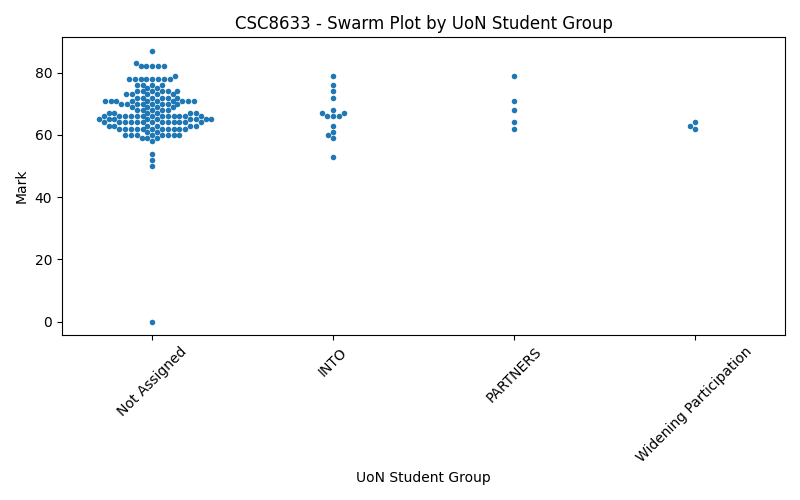 CSC8633 - Swarm Plot by UoN Student Group
80
60
40
20
0
Mark
Not Assigned
INTO
PARTNERS
Widening Participation
UoN Student Group